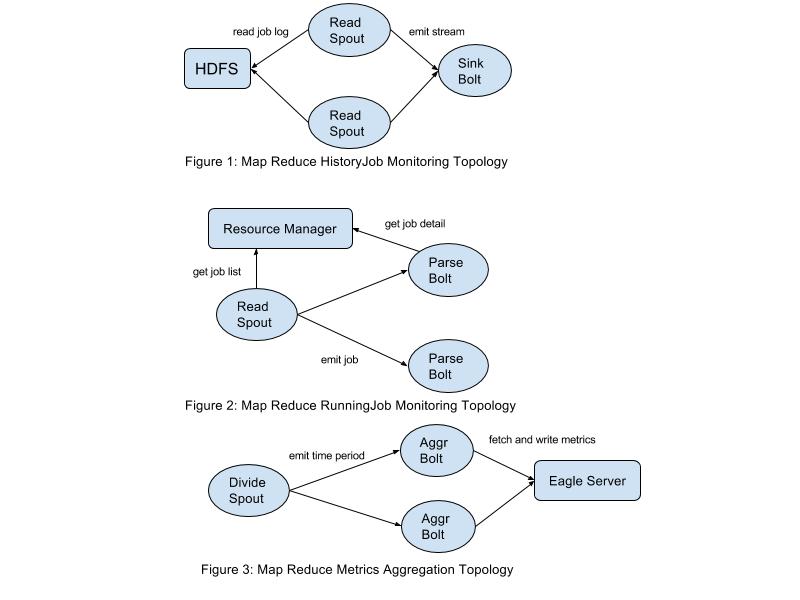 Read
Spout
read job log
emit stream
HDFS
Sink
Bolt
Read
Spout
Figure 1: Map Reduce HistoryJob Monitoring Topology
Resource Manager
get job detail
get job list
Parse
Bolt
Read
Spout
emit job
Parse
Bolt
Figure 2: Map Reduce RunningJob Monitoring Topology
Aggr
Bolt
fetch and write metrics
emit time period
Divide
Spout
Eagle Server
Aggr
Bolt
Figure 3: Map Reduce Metrics Aggregation Topology